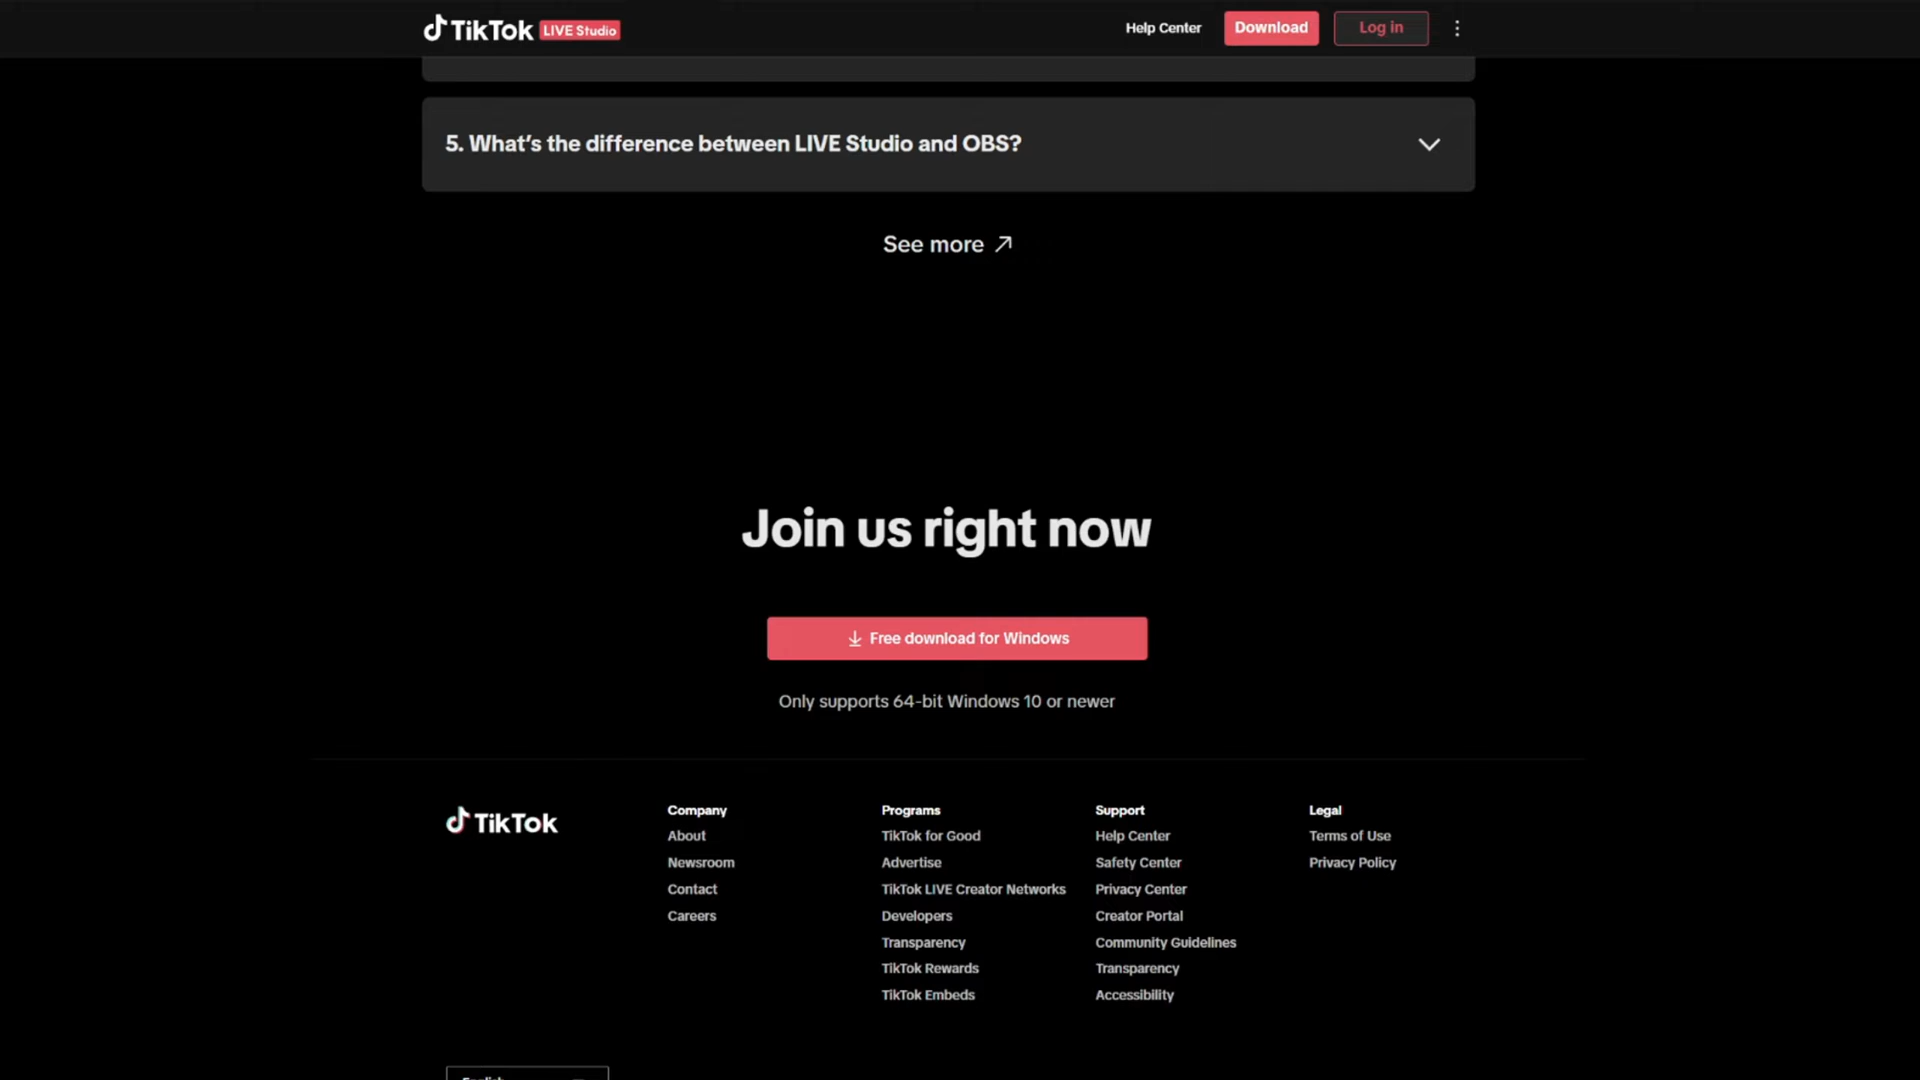 TikTok LIVE Studio
Help Center
Download
Log in
5. What's the difference between LIVE Studio and OBS?
See more
Join us right now
Free download for Windows
Only supports 64-bit Windows 10 or newer
TikTok
Company
About
Newsroom
Contact
Careers
Programs
TikTok for Good
Advertise
TikTok LIVE Creator Networks
Developers
Transparency
TikTok Rewards
TikTok Embeds
Support
Help Center
Safety Center
Privacy Center
Creator Portal
Community Guidelines
Transparency
Accessibility
Legal
Terms of Use
Privacy Policy